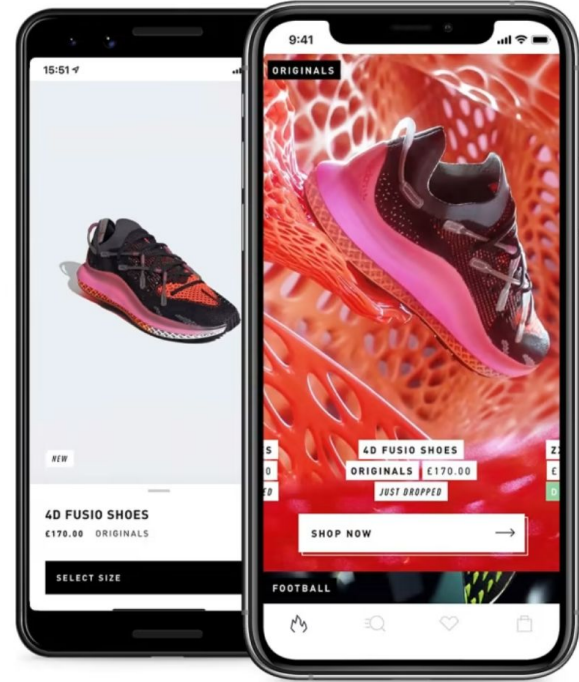 15:51
NEW
4D FUSIO SHOES
£170.00 ORIGINALS
SELECT SIZE
9:41
ORIGINALS
4D FUSIO SHOES
ORIGINALS £170.00
JUST DROPPED
SHOP NOW
FOOTBALL